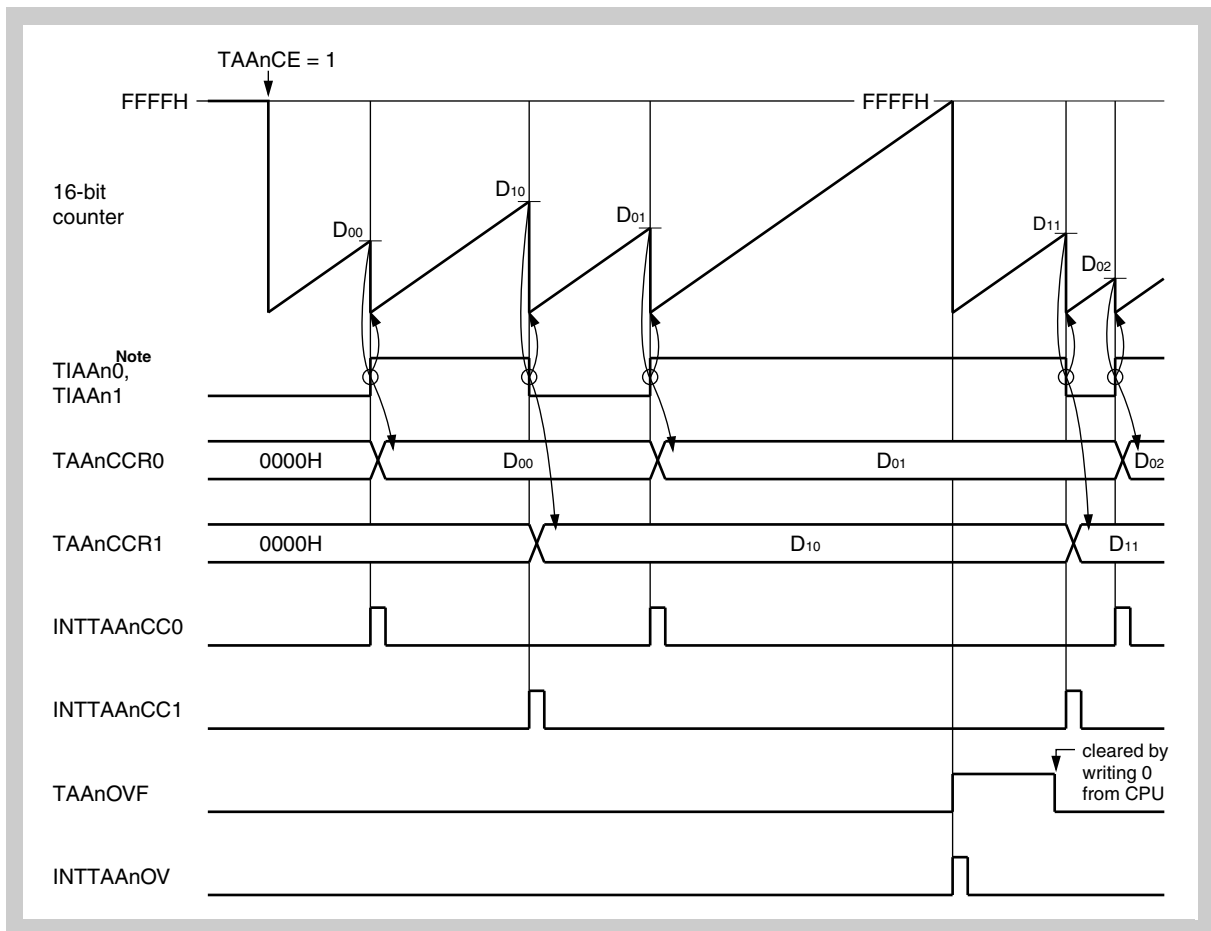 TAAnCE = 1
FFFFH
FFFFH
16-bit
counter
D00
D10
D01
D11
D02
Note
TIAAn0,
TIAAn1
TAAnCCR0
0000H
D00
D01
D02
TAAnCCR1
0000H
D10
D11
INTTAAnCC0
INTTAAnCC1
TAAnOVF
cleared by
writing 0
from CPU
INTTAAnOV